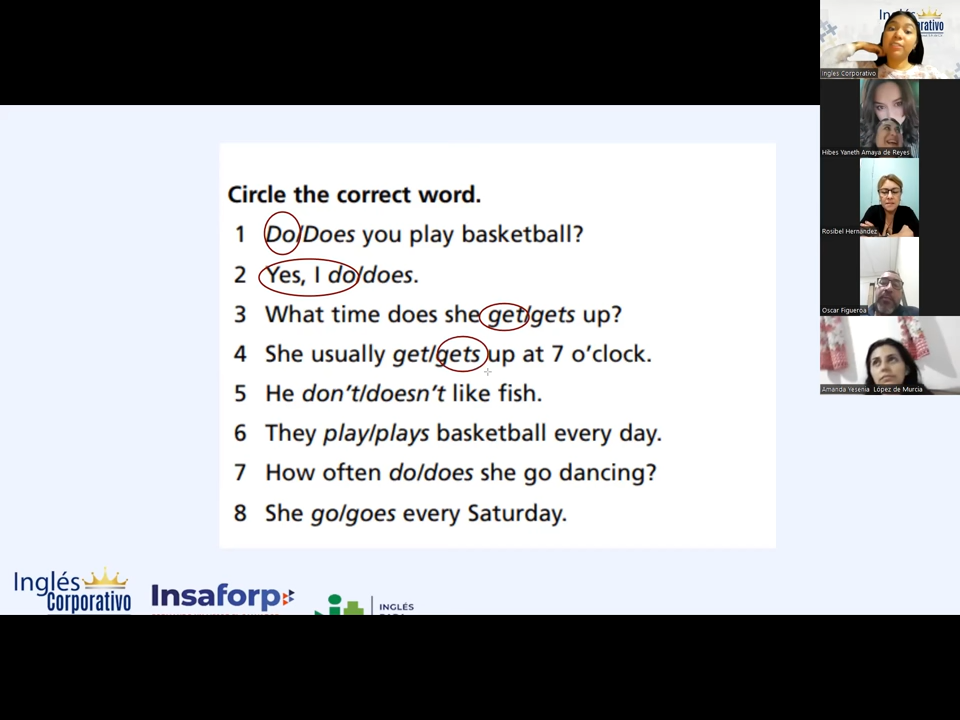 Inglés
Corporativo
Inglés Corporativo
Hibes Yaneth Amaya de Reyes
Rosibel Hernández
Oscar Figueroa
Amanda Yesenia López de Murcia
Circle the correct word.
1 Do/Does you play basketball?
2 Yes, I do/does.
3 What time does she get/gets up?
4 She usually get/gets up at 7 o'clock.
5 He don't/doesn't like fish.
6 They play/plays basketball every day.
7 How often do/does she go dancing?
8 She go/goes every Saturday.
Inglés
Corporativo
Insaforp
INGLÉS